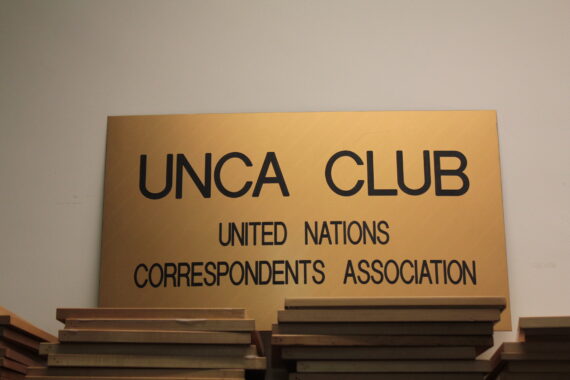 UNCA CLUB
UNITED NATIONS
CORRESPONDENTS ASSOCIATION